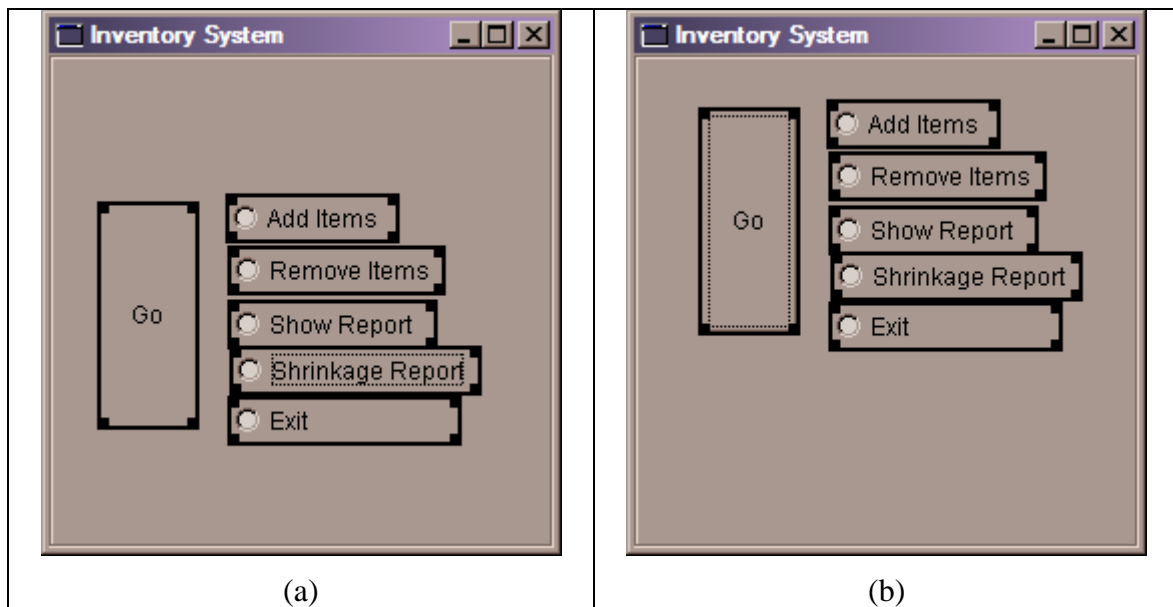 Inventory System
Add Items
Remove Items
Go
Show Report
Shrinkage Report
Exit
(a)
Inventory System
Add Items
Remove Items
Go
Show Report
Shrinkage Report
Exit
(b)